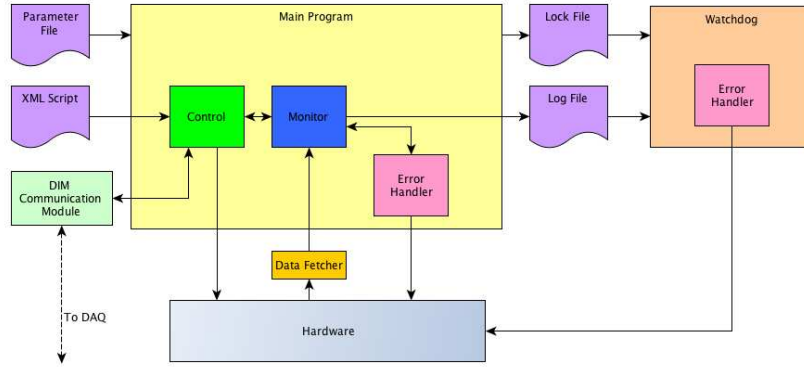 Parameter
File
Main Program
Lock File
Watchdog
XML Script
Control
Monitor
Log File
Error
Handler
DIM
Communication
Module
Error
Handler
Data Fetcher
To DAQ
Hardware